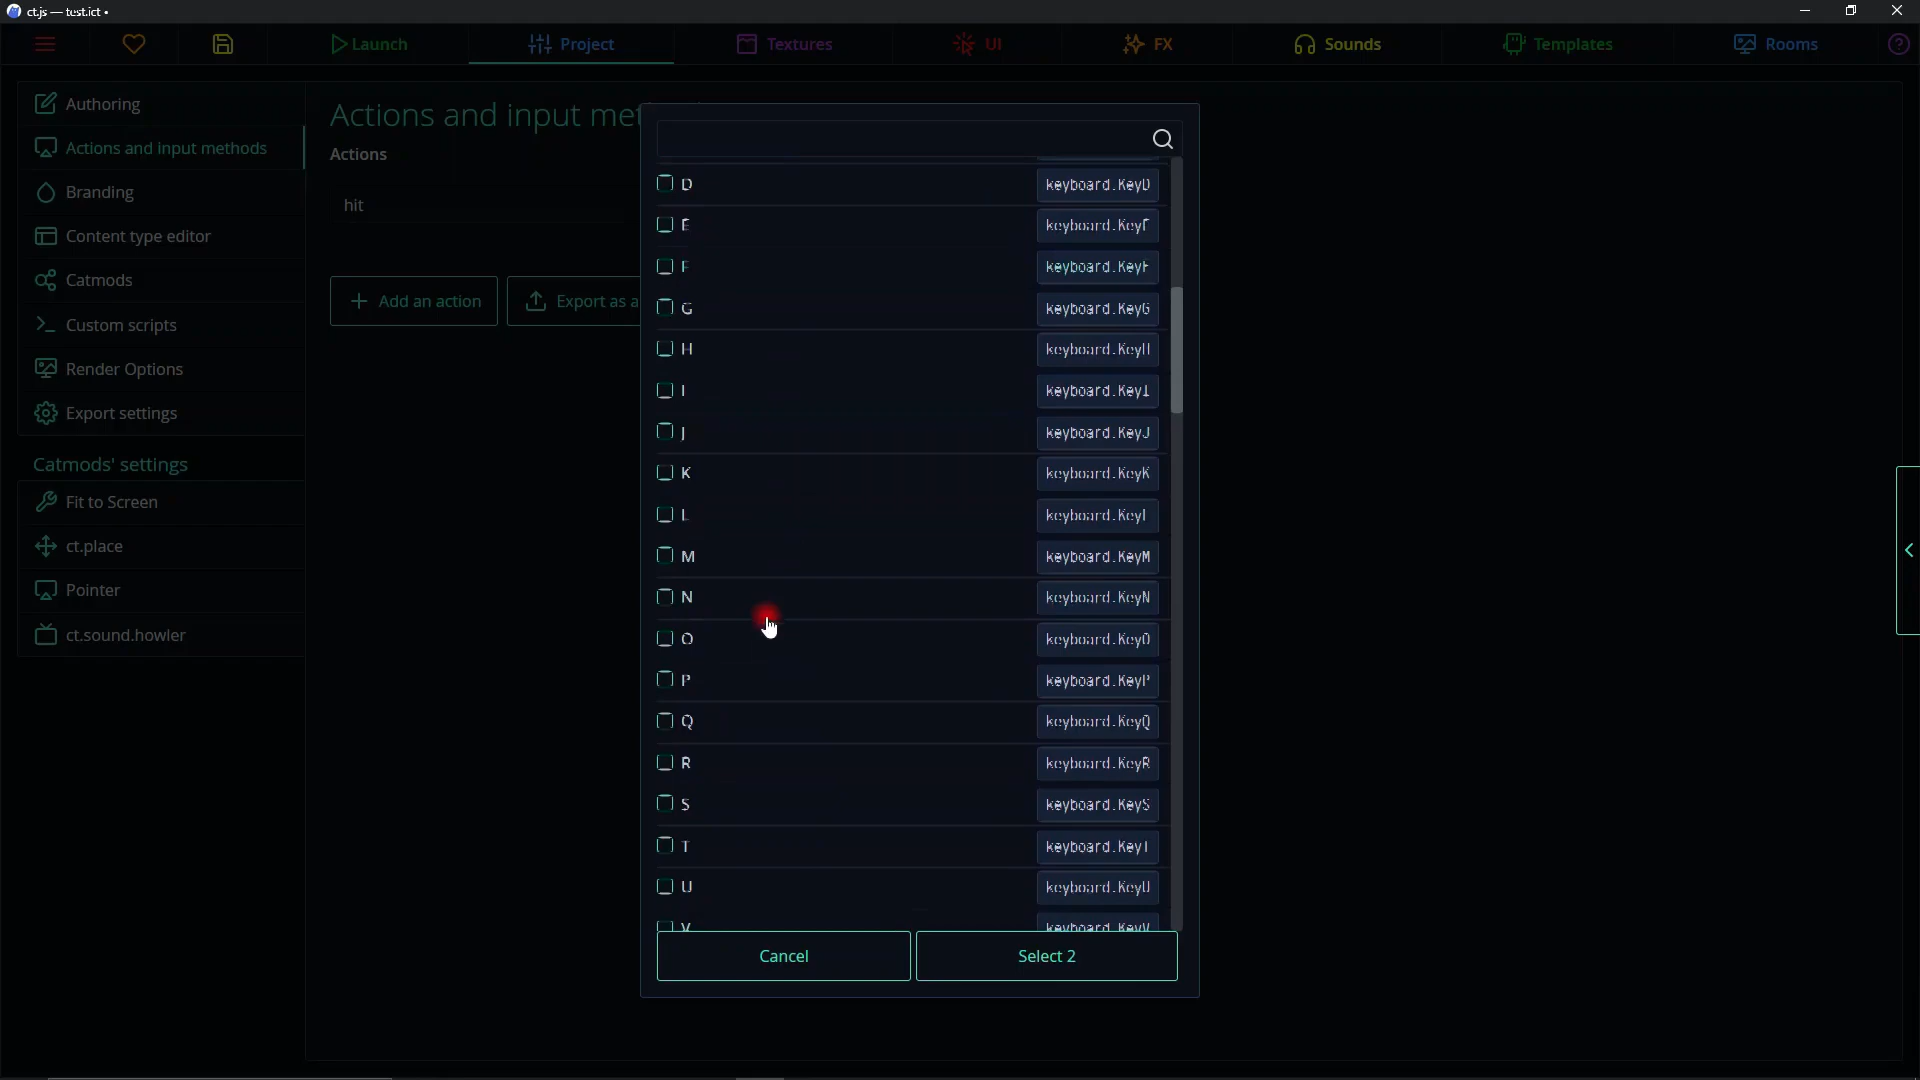 ct.js — test.ict •
Launch
Project
Textures
UI
FX
Sounds
Templates
Rooms
Authoring
Actions and input methods
Branding
Content type editor
Catmods
Custom scripts
Render Options
Export settings
Catmods' settings
Fit to Screen
ct.place
Pointer
ct.sound.howler
Actions and input met
Actions
hit
Add an action
Export as a
D keyboard.KeyD
E keyboard.KeyE
F keyboard.KeyF
G keyboard.KeyG
H keyboard.KeyH
I keyboard.KeyI
J keyboard.KeyJ
K keyboard.KeyK
L keyboard.KeyL
M keyboard.KeyM
N keyboard.KeyN
O keyboard.KeyO
P keyboard.KeyP
Q keyboard.KeyQ
R keyboard.KeyR
S keyboard.KeyS
T keyboard.KeyT
U keyboard.KeyU
V keyboard.KeyV
Cancel
Select 2